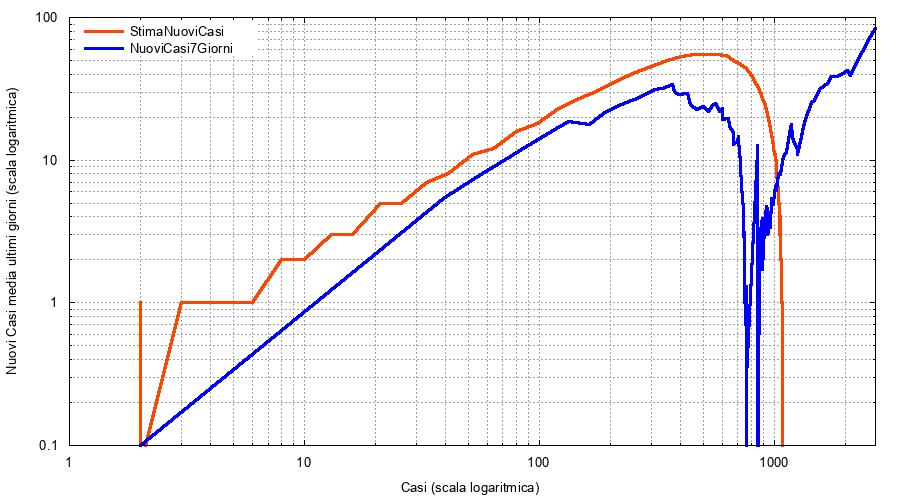 100
StimaNuoviCasi
NuoviCasi7Giorni
10
1
0.1
Nuovi Casi media ultimi giorni (scala logaritmica)
1
10
100
1000
Casi (scala logaritmica)